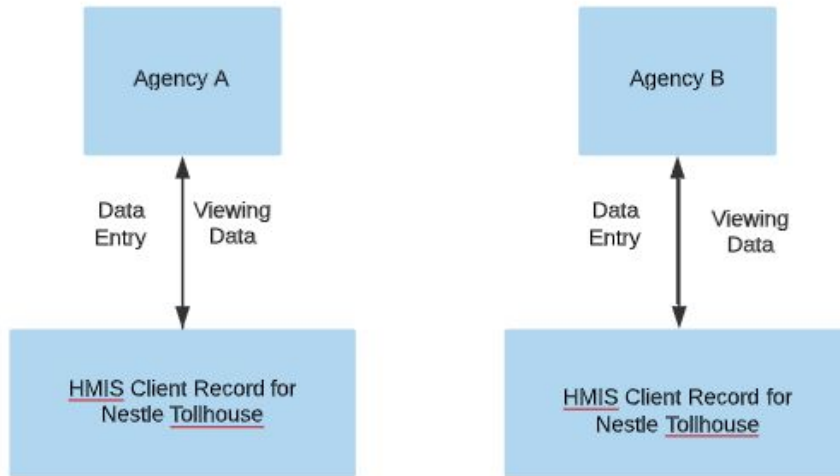 Agency A
Agency B
Data
Entry
Viewing
Data
Data
Entry
Viewing
Data
HMIS Client Record for
Nestle Tollhouse
HMIS Client Record for
Nestle Tollhouse